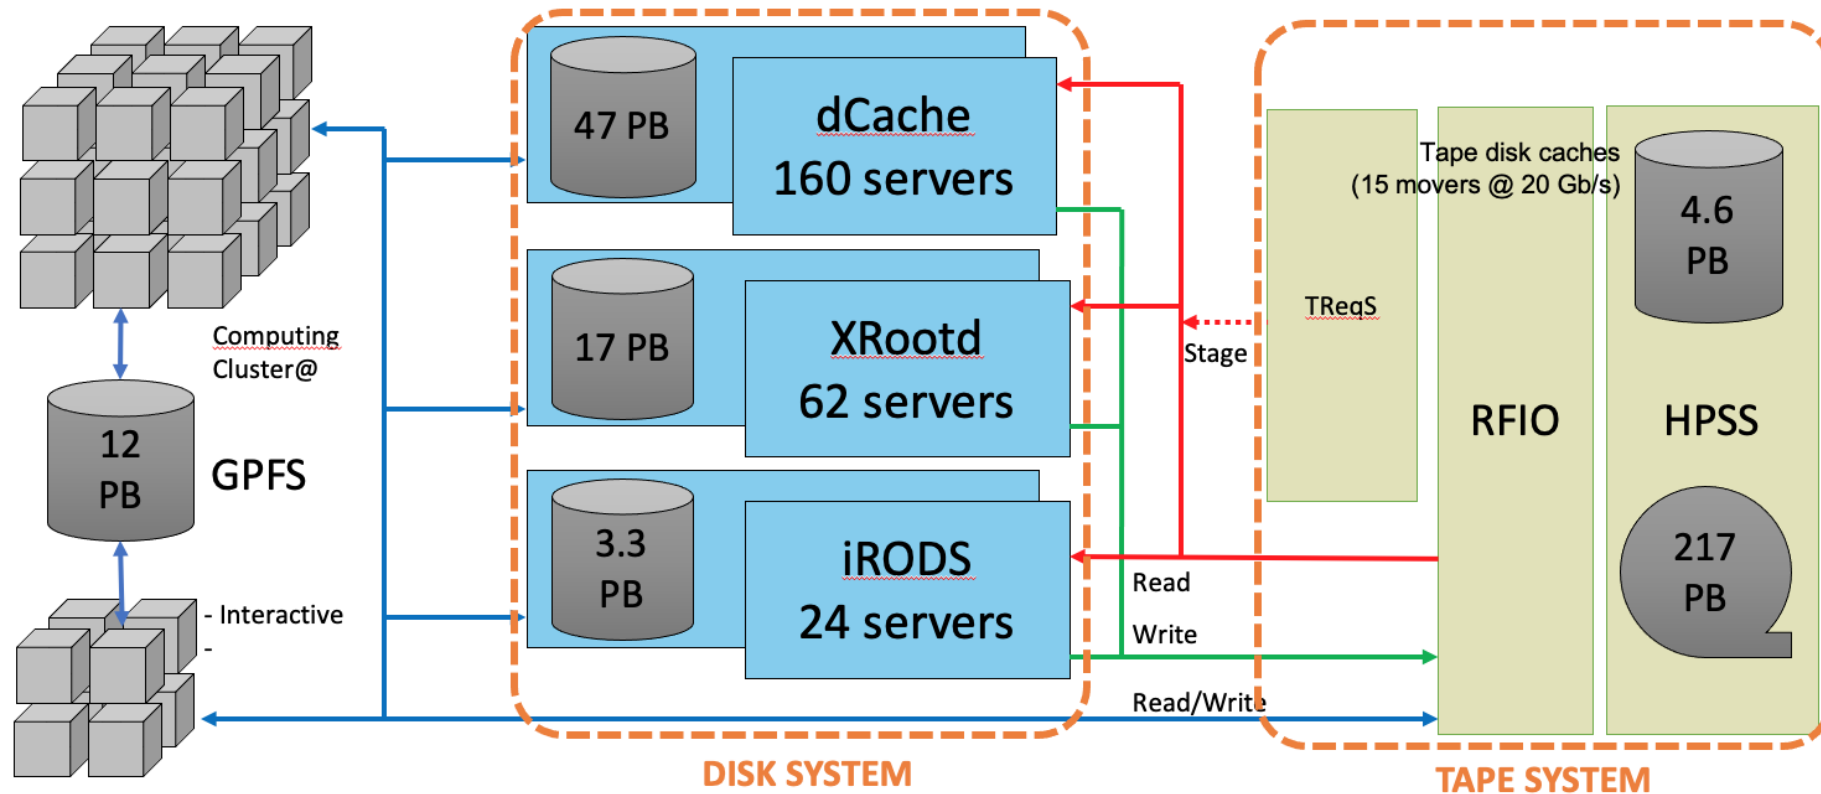 47 PB
dCache
160 servers
Tape disk caches
(15 movers @ 20 Gb/s)
4.6
PB
17 PB
XRootd
62 servers
TReqS
Stage
Computing
Cluster@
RFIO
HPSS
12
PB
GPFS
3.3
PB
iRODS
24 servers
217
PB
Read
- Interactive
-
Write
Read/Write
DISK SYSTEM
TAPE SYSTEM